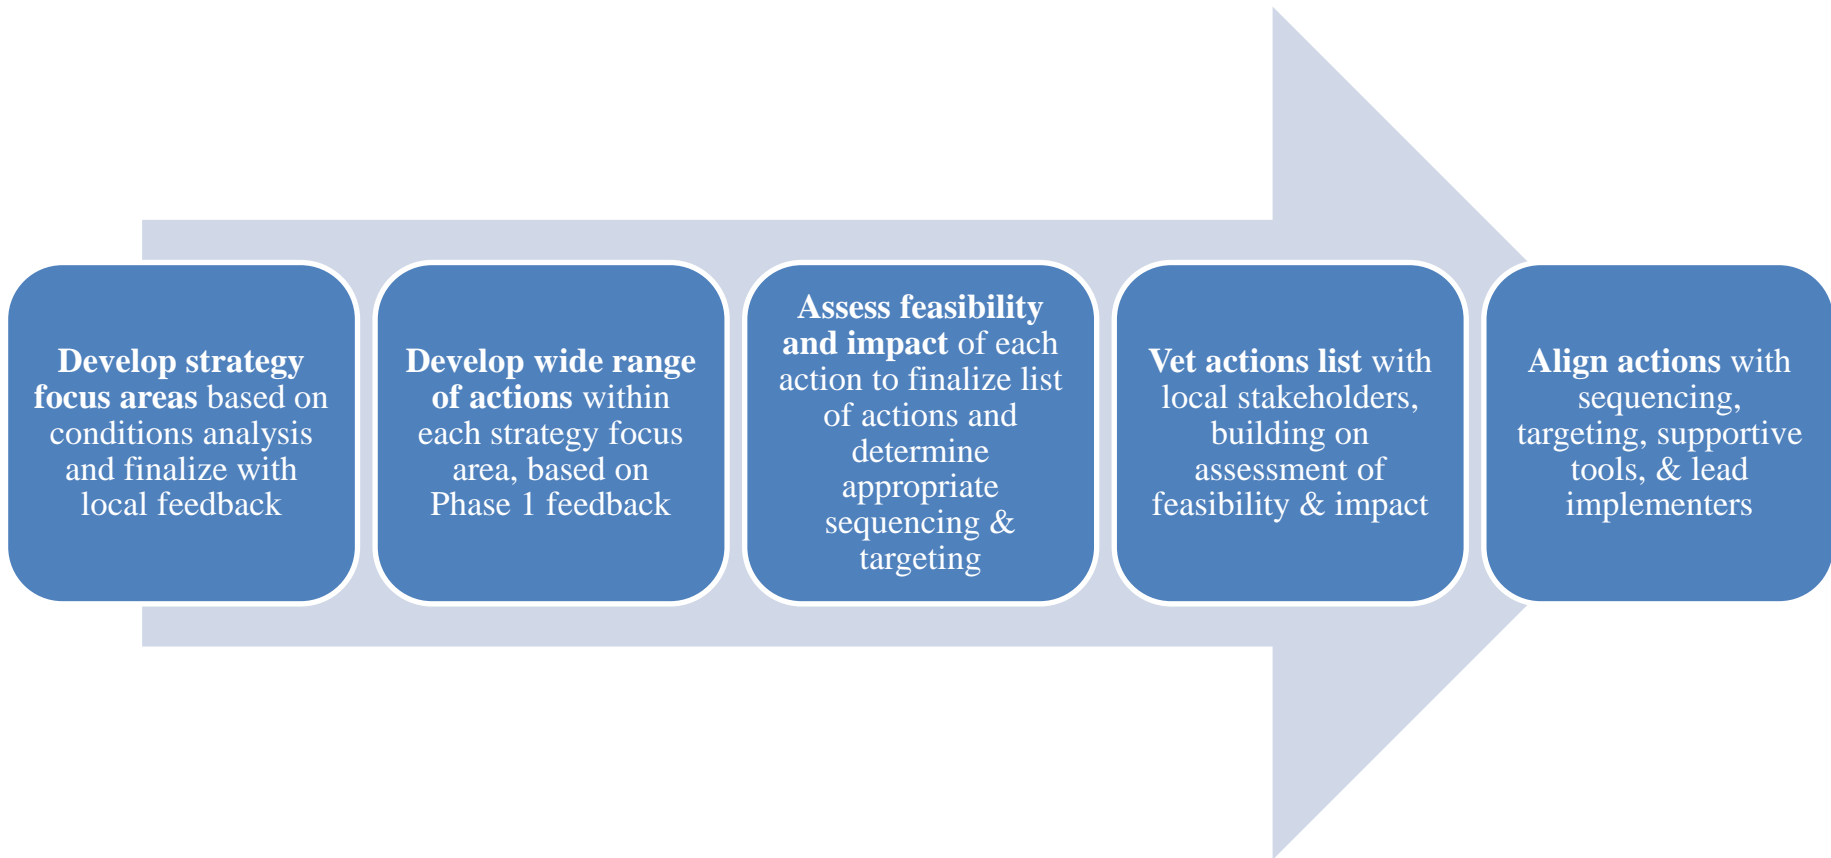 Develop strategy
focus areas based on
conditions analysis
and finalize with
local feedback
Develop wide range
of actions within
each strategy focus
area, based on
Phase 1 feedback
Assess feasibility
and impact of each
action to finalize list
of actions and
determine
appropriate
sequencing &
targeting
Vet actions list with
local stakeholders,
building on
assessment of
feasibility & impact
Align actions with
sequencing,
targeting, supportive
tools, & lead
implementers